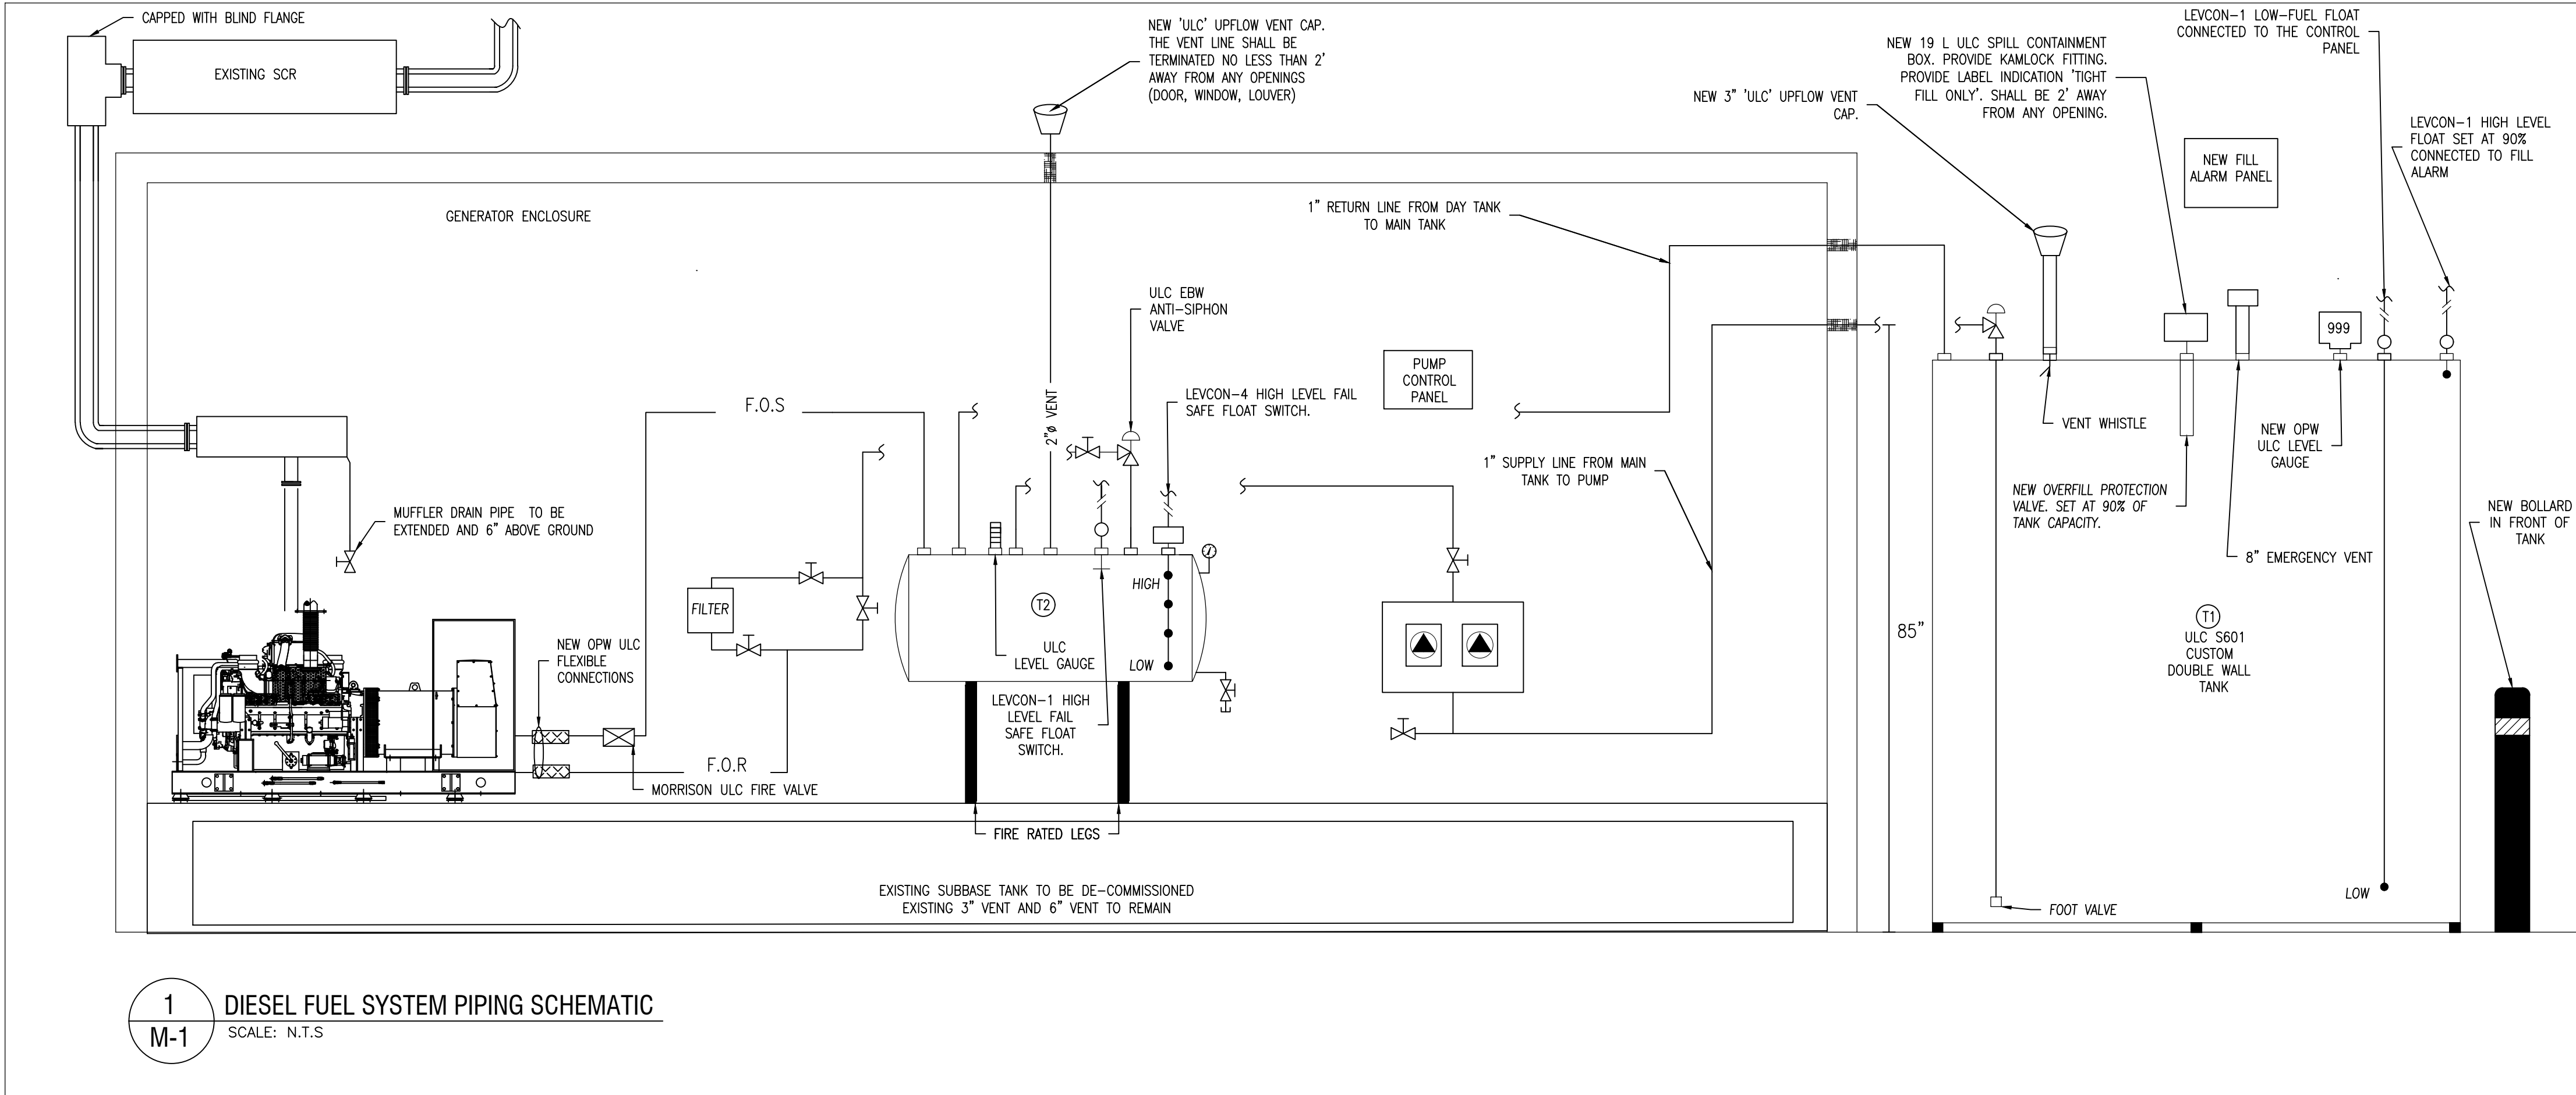 CAPPED WITH BLIND FLANGE
EXISTING SCR
NEW 'ULC' UPFLOW VENT CAP.
THE VENT LINE SHALL BE
TERMINATED NO LESS THAN 2'
AWAY FROM ANY OPENINGS
(DOOR, WINDOW, LOUVER)
LEVCON-1 LOW-FUEL FLOAT
CONNECTED TO THE CONTROL
PANEL
NEW 19 L ULC SPILL CONTAINMENT
BOX. PROVIDE KAMLOCK FITTING.
PROVIDE LABEL INDICATION 'TIGHT
FILL ONLY'. SHALL BE 2' AWAY
FROM ANY OPENING.
NEW 3" 'ULC' UPFLOW VENT
CAP.
LEVCON-1 HIGH LEVEL
FLOAT SET AT 90%
CONNECTED TO FILL
ALARM
NEW FILL
ALARM PANEL
GENERATOR ENCLOSURE
1" RETURN LINE FROM DAY TANK
TO MAIN TANK
ULC EBW
ANTI-SIPHON
VALVE
999
PUMP
CONTROL
PANEL
LEVCON-4 HIGH LEVEL FAIL
SAFE FLOAT SWITCH.
F.O.S
2"ø VENT
VENT WHISTLE
NEW OPW
ULC LEVEL
GAUGE
1" SUPPLY LINE FROM MAIN
TANK TO PUMP
NEW OVERFILL PROTECTION
VALVE. SET AT 90% OF
TANK CAPACITY.
NEW BOLLARD
IN FRONT OF
TANK
MUFFLER DRAIN PIPE TO BE
EXTENDED AND 6" ABOVE GROUND
8" EMERGENCY VENT
HIGH
FILTER
T2
T1
ULC S601
CUSTOM
DOUBLE WALL
TANK
85"
NEW OPW ULC
FLEXIBLE
CONNECTIONS
ULC
LEVEL GAUGE
LOW
LEVCON-1 HIGH
LEVEL FAIL
SAFE FLOAT
SWITCH.
F.O.R
MORRISON ULC FIRE VALVE
FIRE RATED LEGS
EXISTING SUBBASE TANK TO BE DE-COMMISSIONED
EXISTING 3" VENT AND 6" VENT TO REMAIN
LOW
FOOT VALVE
1
M-1
DIESEL FUEL SYSTEM PIPING SCHEMATIC
SCALE: N.T.S